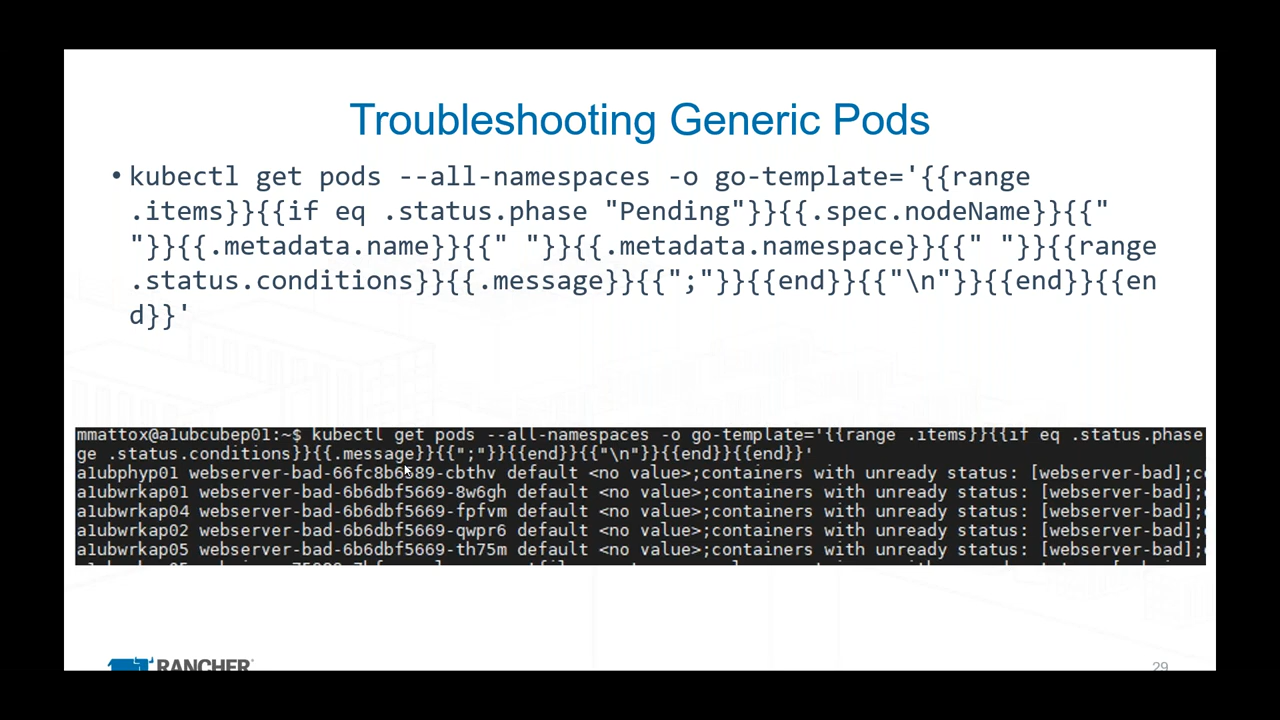 Troubleshooting Generic Pods
• kubectl get pods --all-namespaces -o go-template='{{range
.items}}{{if eq .status.phase "Pending"}}{{.spec.nodeName}}{{"
"}}{{.metadata.name}}{{" "}}{{.metadata.namespace}}{{" "}}{{range
.status.conditions}}{{.message}}{{";"}}{{end}}{{"\n"}}{{end}}{{en
d}}'
mmattox@a1ubcubep01:~$ kubectl get pods --all-namespaces -o go-template='{{range .items}}{{if eq .status.phase
ge .status.conditions}}{{.message}}{{";"}}{{end}}{{"\n"}}{{end}}{{end}}'
a1ubphyp01 webserver-bad-66fc8b6689-cbthv default <no value>;containers with unready status: [webserver-bad];c
a1ubwrkap01 webserver-bad-6b6dbf5669-8w6gh default <no value>;containers with unready status: [webserver-bad];
a1ubwrkap04 webserver-bad-6b6dbf5669-fpfvm default <no value>;containers with unready status: [webserver-bad];
a1ubwrkap02 webserver-bad-6b6dbf5669-qwpr6 default <no value>;containers with unready status: [webserver-bad];
a1ubwrkap05 webserver-bad-6b6dbf5669-th75m default <no value>;containers with unready status: [webserver-bad];
RANCHER
29